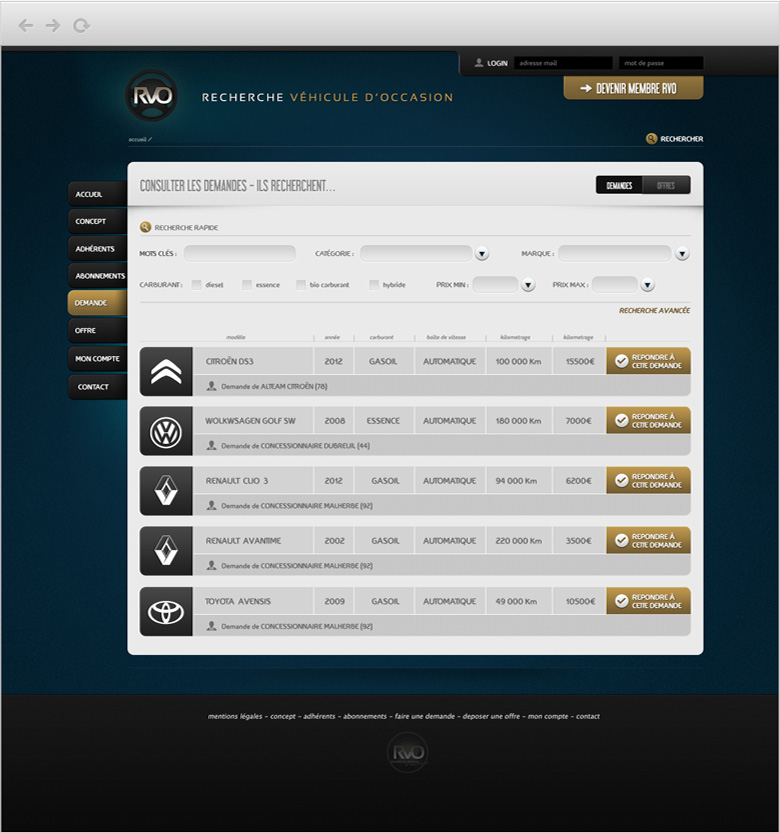 LOGIN adresse mail mot de passe
RVO
RECHERCHE VÉHICULE D'OCCASION
DEVENIR MEMBRE RVO
accueil /
RECHERCHER
ACCUEIL
CONCEPT
ADHÉRENTS
ABONNEMENTS
DEMANDE
OFFRE
MON COMPTE
CONTACT
CONSULTER LES DEMANDES - ILS RECHERCHENT...
DEMANDES OFFRES
RECHERCHE RAPIDE
MOTS CLÉS : CATÉGORIE : MARQUE :
CARBURANT : diesel essence bio carburant hybride PRIX MIN : PRIX MAX :
RECHERCHE AVANCÉE
modèle année carburant boîte de vitesse kilometrage kilometrage
CITROËN DS3 2012 GASOIL AUTOMATIQUE 100 000 Km 15500€ REPONDRE À
CETTE DEMANDE
Demande de ALTEAM CITROËN (78)
WOLKWSAGEN GOLF SW 2008 ESSENCE AUTOMATIQUE 180 000 Km 7000€ REPONDRE À
CETTE DEMANDE
Demande de CONCESSIONNAIRE DUBREUIL (44)
RENAULT CLIO 3 2012 GASOIL AUTOMATIQUE 94 000 Km 6200€ REPONDRE À
CETTE DEMANDE
Demande de CONCESSIONNAIRE MALHERBE (92)
RENAULT AVANTIME 2002 GASOIL AUTOMATIQUE 220 000 Km 3500€ REPONDRE À
CETTE DEMANDE
Demande de CONCESSIONNAIRE MALHERBE (92)
TOYOTA AVENSIS 2009 GASOIL AUTOMATIQUE 49 000 Km 10500€ REPONDRE À
CETTE DEMANDE
Demande de CONCESSIONNAIRE MALHERBE (92)
mentions légales - concept - adhérents - abonnements - faire une demande - deposer une offre - mon compte - contact
RVO